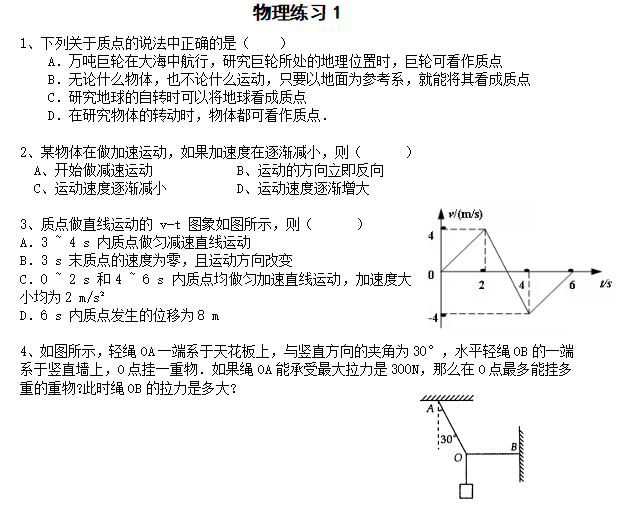 物理练习1
1、下列关于质点的说法中正确的是（　　）
A．万吨巨轮在大海中航行，研究巨轮所处的地理位置时，巨轮可看作质点
B．无论什么物体，也不论什么运动，只要以地面为参考系，就能将其看成质点
C．研究地球的自转时可以将地球看成质点
D．在研究物体的转动时，物体都可看作质点．
2、某物体在做加速运动，如果加速度在逐渐减小，则（　　）
A、开始做减速运动　　B、运动的方向立即反向
C、运动速度逐渐减小　　D、运动速度逐渐增大
3、质点做直线运动的 v-t 图象如图所示，则（　　）
A．3 ~ 4 s 内质点做匀减速直线运动
B．3 s 末质点的速度为零，且运动方向改变
C．0 ~ 2 s 和 4 ~ 6 s 内质点均做匀加速直线运动，加速度大
小均为 2 m/s²
D．6 s 内质点发生的位移为 8 m
v/(m/s)
4
0
2
4
6
t/s
-4
4、如图所示，轻绳 OA 一端系于天花板上，与竖直方向的夹角为 30°，水平轻绳 OB 的一端
系于竖直墙上，O 点挂一重物．如果绳 OA 能承受最大拉力是 300N，那么在 O 点最多能挂多
重的重物?此时绳 OB 的拉力是多大?
A
30°
O
B